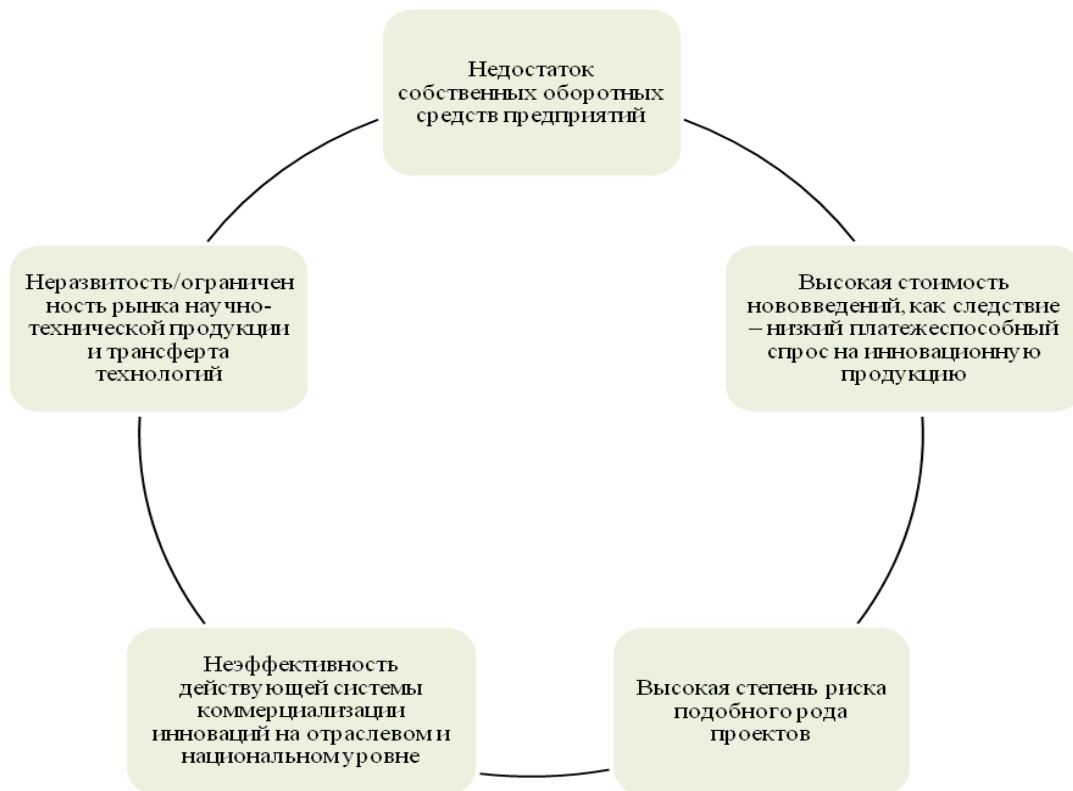 Недостаток
собственных оборотных
средств предприятий
Высокая стоимость
нововведений, как следствие
– низкий платежеспособный
спрос на инновационную
продукцию
Высокая степень риска
подобного рода
проектов
Неэффективность
действующей системы
коммерциализации
инноваций на отраслевом и
национальном уровне
Неразвитость/ограничен
ность рынка научно-
технической продукции
и трансферта
технологий